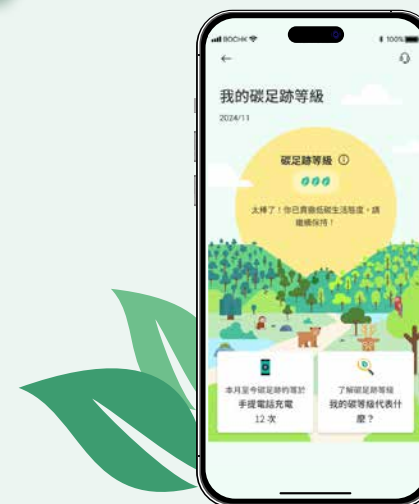 BOCHK
100%
我的碳足跡等級
2024/11
碳足跡等級
太棒了！你已貫徹低碳生活態度，請
繼續保持！
本月至今碳足跡約等於
手提電話充電
12 次
了解碳足跡等級
我的碳等級代表什
麼？